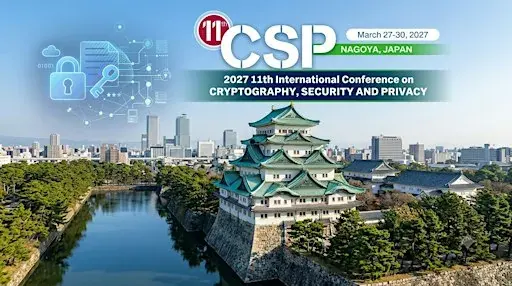 11th
CSP
March 27-30, 2027
NAGOYA, JAPAN
2027 11th International Conference on
CRYPTOGRAPHY, SECURITY AND PRIVACY